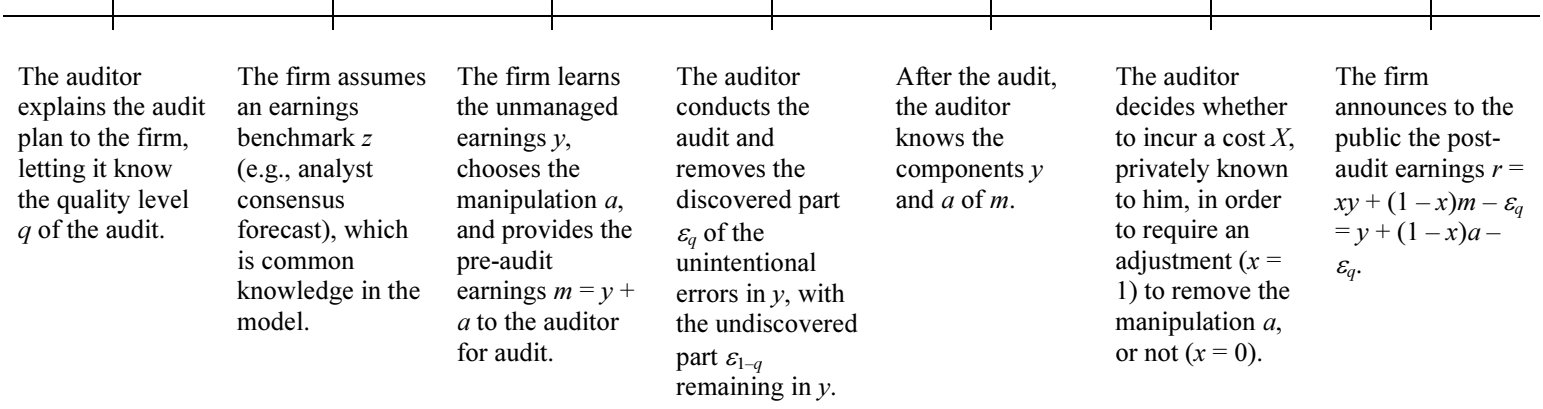 The auditor
explains the audit
plan to the firm,
letting it know
the quality level
q of the audit.
The firm assumes
an earnings
benchmark z
(e.g., analyst
consensus
forecast), which
is common
knowledge in the
model.
The firm learns
the unmanaged
earnings y,
chooses the
manipulation a,
and provides the
pre-audit
earnings m = y +
a to the auditor
for audit.
The auditor
conducts the
audit and
removes the
discovered part
εq of the
unintentional
errors in y, with
the undiscovered
part ε1–q
remaining in y.
After the audit,
the auditor
knows the
components y
and a of m.
The auditor
decides whether
to incur a cost X,
privately known
to him, in order
to require an
adjustment (x =
1) to remove the
manipulation a,
or not (x = 0).
The firm
announces to the
public the post-
audit earnings r =
xy + (1 – x)m – εq
= y + (1 – x)a –
εq.